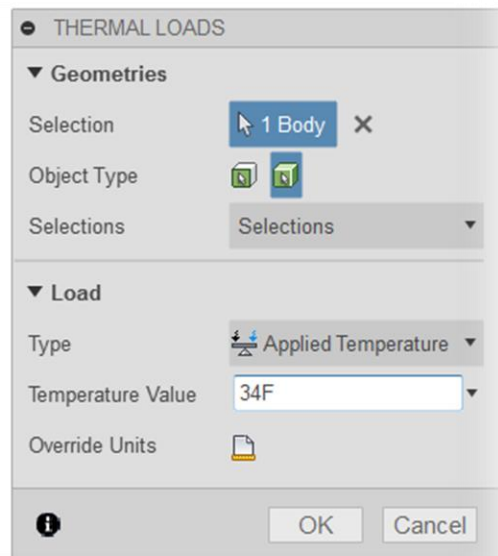 THERMAL LOADS
Geometries
Selection 1 Body
Object Type
Selections Selections
Load
Type Applied Temperature
Temperature Value 34F
Override Units
OK Cancel